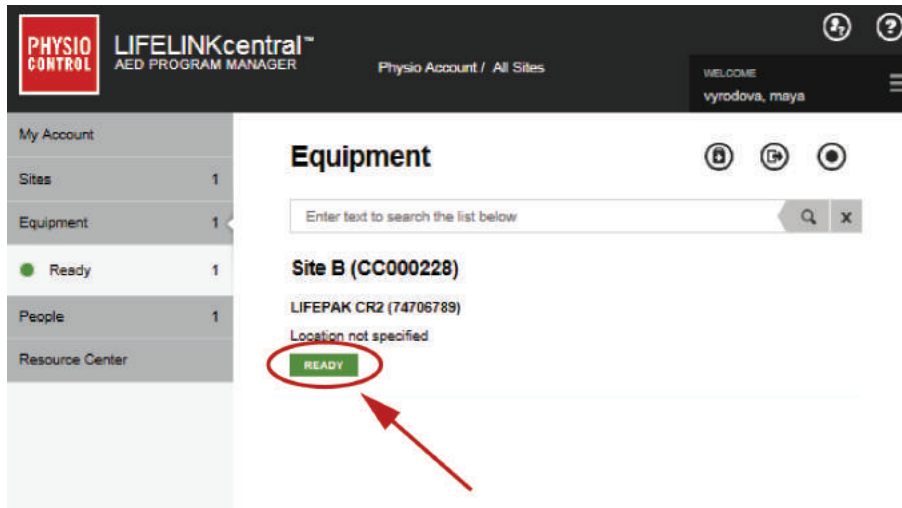 PHYSIO
CONTROL
LIFELINKcentral™
AED PROGRAM MANAGER
Physio Account / All Sites
WELCOME
vyrodova, maya
My Account
Sites 1
Equipment 1
Ready 1
People 1
Resource Center
Equipment
Enter text to search the list below
x
Site B (CC000228)
LIFEPAK CR2 (74706789)
Location not specified
READY